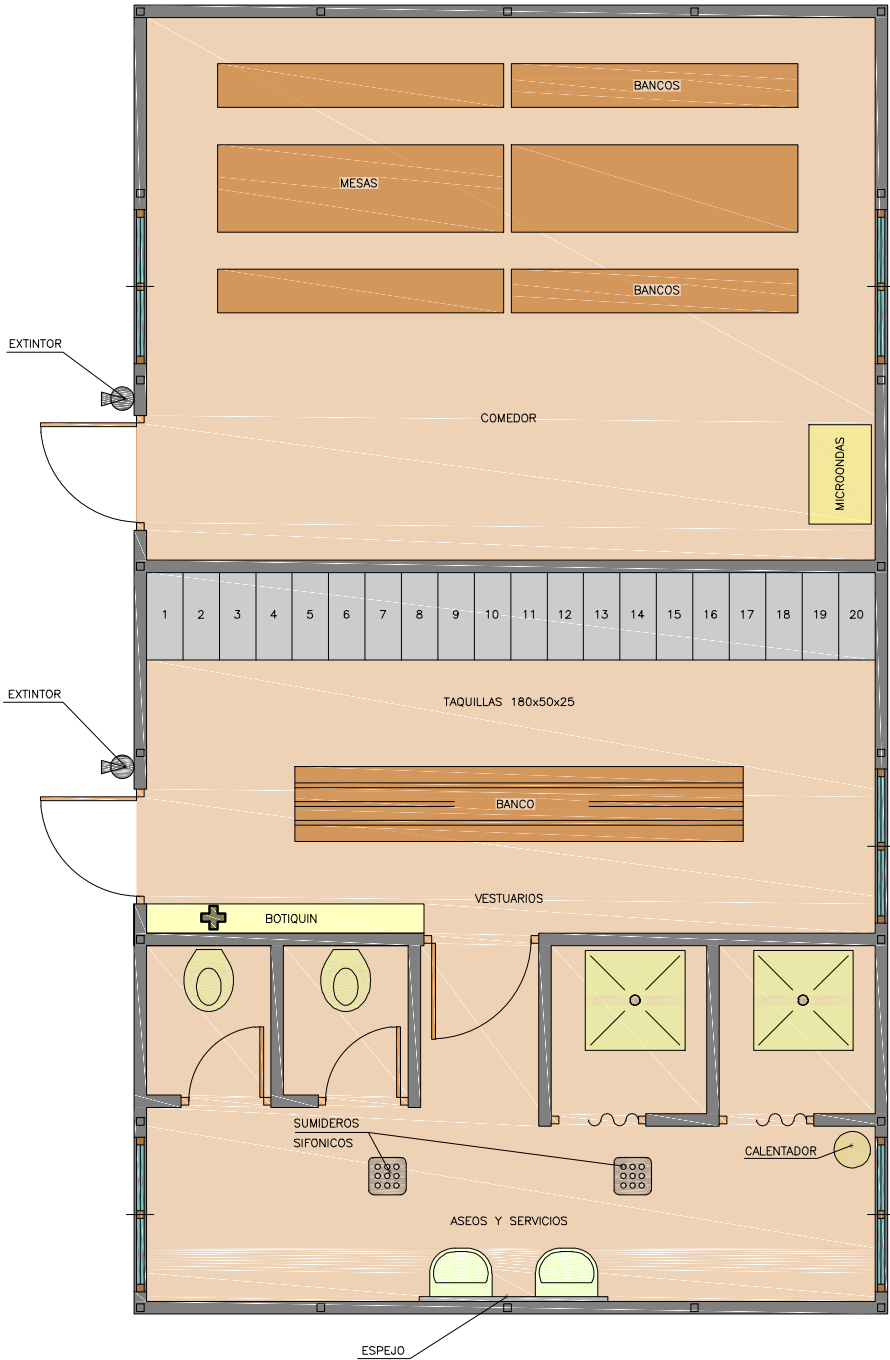 BANCOS
MESAS
BANCOS
EXTINTOR
COMEDOR
MICROONDAS
1 2 3 4 5 6 7 8 9 10 11 12 13 14 15 16 17 18 19 20
EXTINTOR
TAQUILLAS 180x50x25
BANCO
VESTUARIOS
BOTIQUIN
SUMIDEROS
SIFONICOS
CALENTADOR
ASEOS Y SERVICIOS
ESPEJO